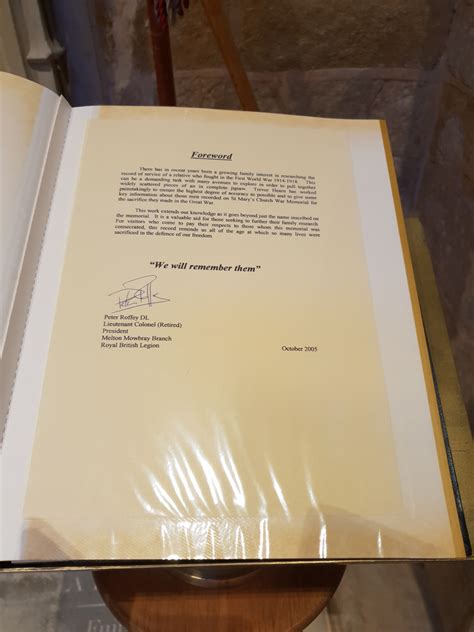 Foreword
There has in recent years been a growing family interest in researching the
record of service of a relative who fought in the First World War 1914-1918. This
can be a demanding task with many avenues to explore in order to pull together
widely scattered pieces of an in complete jigsaw. Trevor Hearn has worked
painstakingly to ensure the highest degree of accuracy as possible and to give some
key information about those men recorded on St Mary's Church War Memorial for
the sacrifice they made in the Great War.
This work extends our knowledge as it goes beyond just the name inscribed on
the memorial. It is a valuable aid for those seeking to further their family research.
For visitors who come to pay their respects to those whom this memorial was
consecrated, this record reminds us all of the age at which so many lives were
sacrificed in the defence of our freedom.
"We will remember them"
Peter Roffey DL
Lieutenant Colonel (Retired)
President
Melton Mowbray Branch
Royal British Legion October 2005